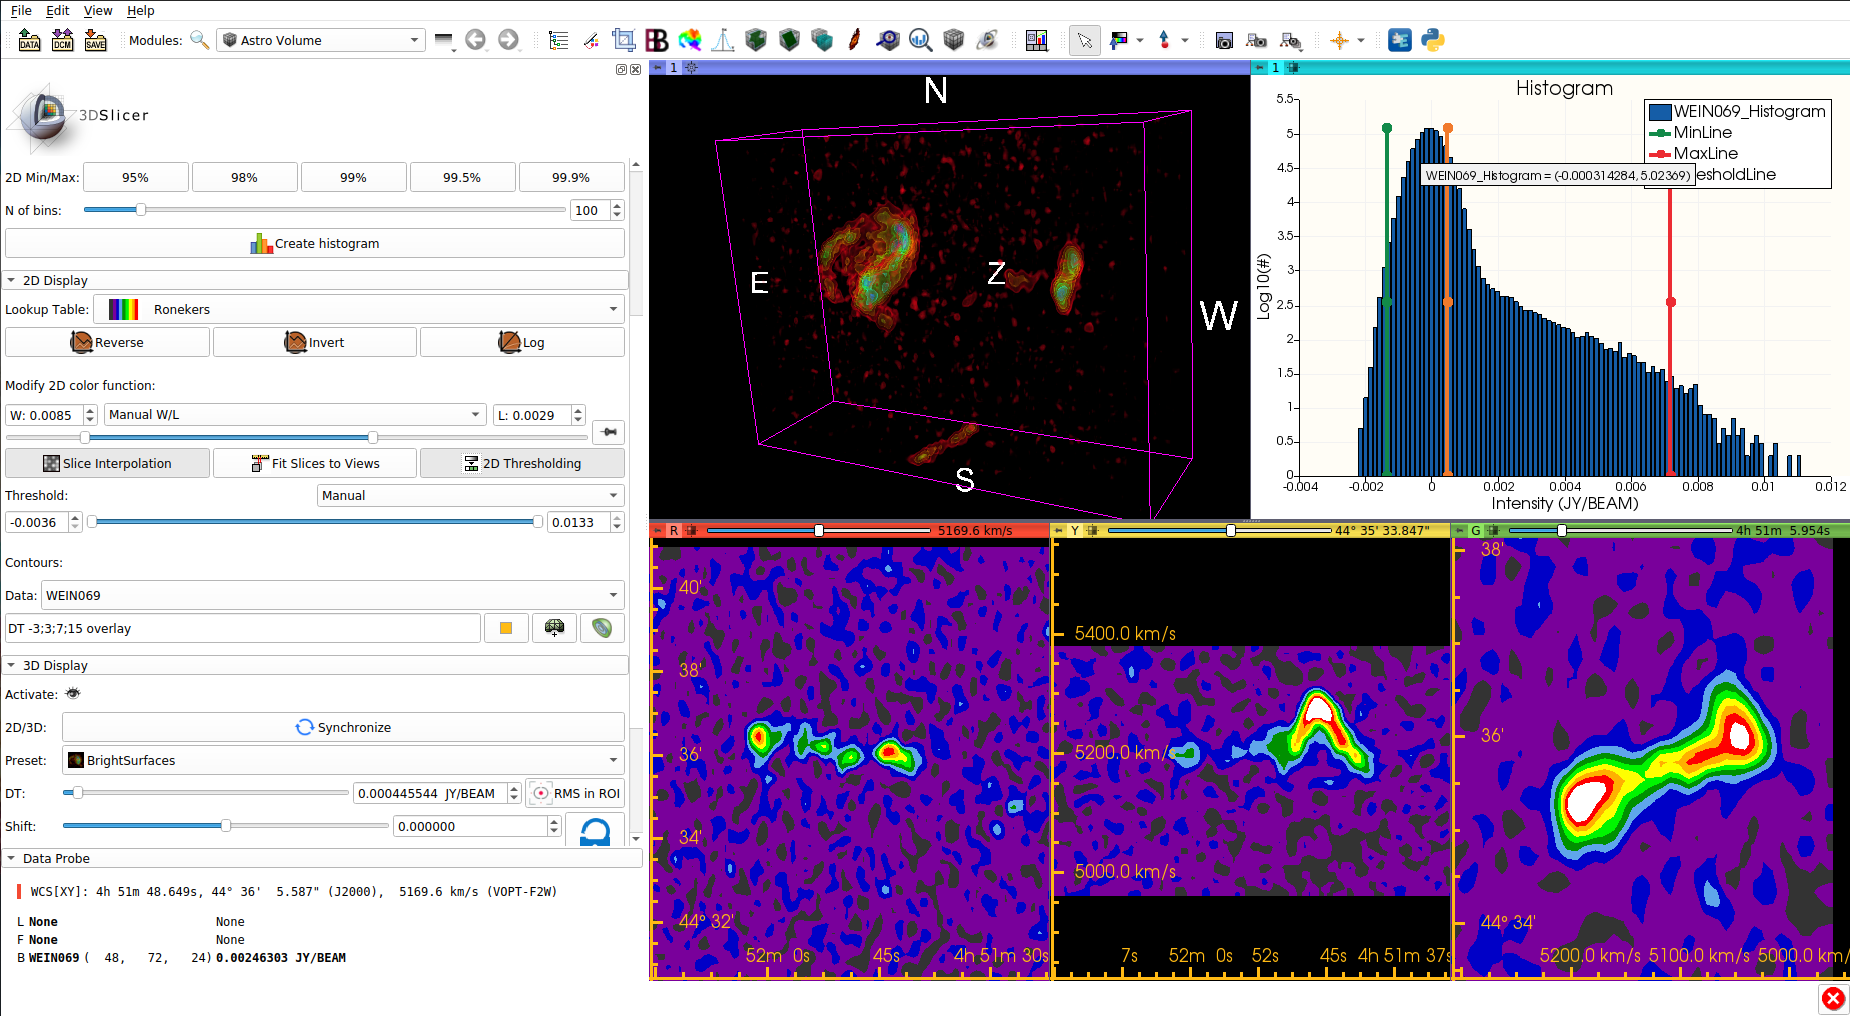 File Edit View Help
DATA DCM SAVE Modules: Astro Volume
3DSlicer
2D Min/Max: 95% 98% 99% 99.5% 99.9%
N of bins: 100
Create histogram
2D Display
Lookup Table: Ronekers
Reverse Invert Log
Modify 2D color function:
W: 0.0085 Manual W/L L: 0.0029
Slice Interpolation Fit Slices to Views 2D Thresholding
Threshold: Manual
-0.0036 0.0133
Contours:
Data: WEIN069
DT -3;3;7;15 overlay
3D Display
Activate:
2D/3D: Synchronize
Preset: BrightSurfaces
DT: 0.000445544 JY/BEAM RMS in ROI
Shift: 0.000000
Data Probe
WCS[XY]: 4h 51m 48.649s, 44° 36' 5.587" (J2000), 5169.6 km/s (VOPT-F2W)
L None None
F None None
B WEIN069 ( 48, 72, 24) 0.00246303 JY/BEAM
1
N
E
Z
W
S
1
Histogram
WEIN069_Histogram
MinLine
MaxLine
esholdLine
WEIN069_Histogram = (-0.000314284, 5.02369)
Log10(#)
5.5
5
4.5
4
3.5
3
2.5
2
1.5
1
0.5
0
-0.004 -0.002 0 0.002 0.004 0.006 0.008 0.01 0.012
Intensity (JY/BEAM)
R 5169.6 km/s
40'
38'
36'
34'
44° 32'
52m 0s 45s 4h 51m 30s
Y 44° 35' 33.847"
5400.0 km/s
5200.0 km/s
5000.0 km/s
7s 52m 0s 52s 45s 4h 51m 37s
G 4h 51m 5.954s
38'
36'
44° 34'
5200.0 km/s 5100.0 km/s 5000.0 km/